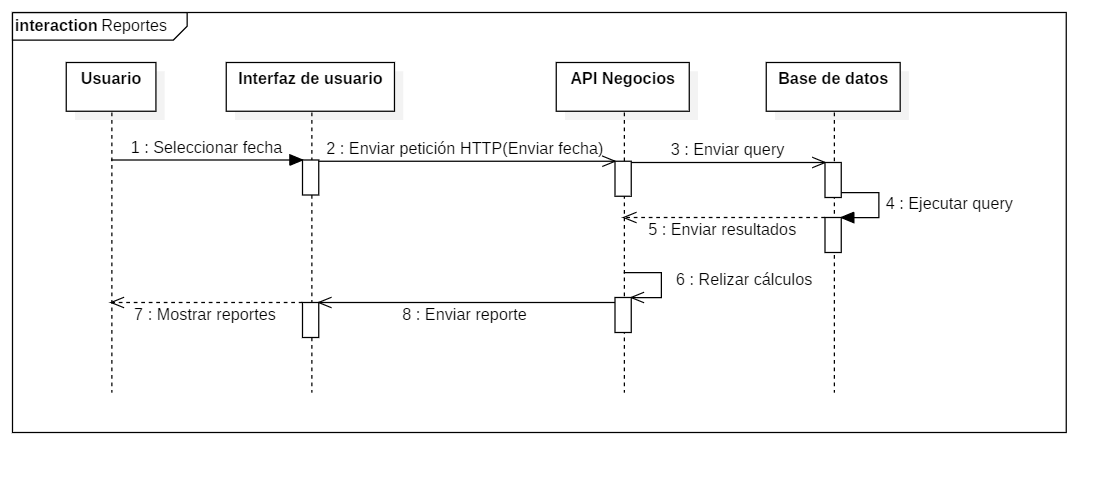 interaction Reportes
Usuario
Interfaz de usuario
API Negocios
Base de datos
1 : Seleccionar fecha
2 : Enviar petición HTTP(Enviar fecha)
3 : Enviar query
4 : Ejecutar query
5 : Enviar resultados
6 : Relizar cálculos
7 : Mostrar reportes
8 : Enviar reporte